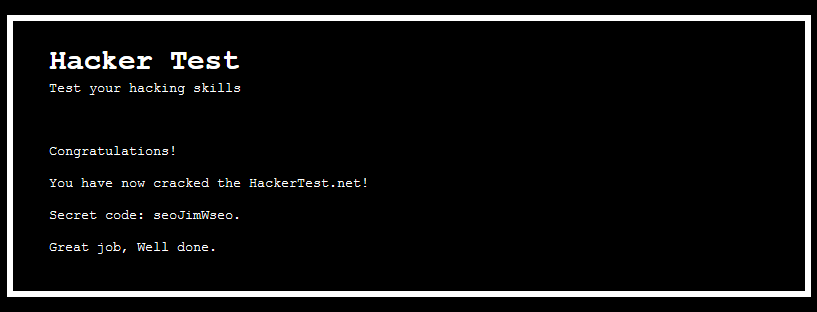 Hacker Test
Test your hacking skills
Congratulations!
You have now cracked the HackerTest.net!
Secret code: seoJimWseo.
Great job, Well done.